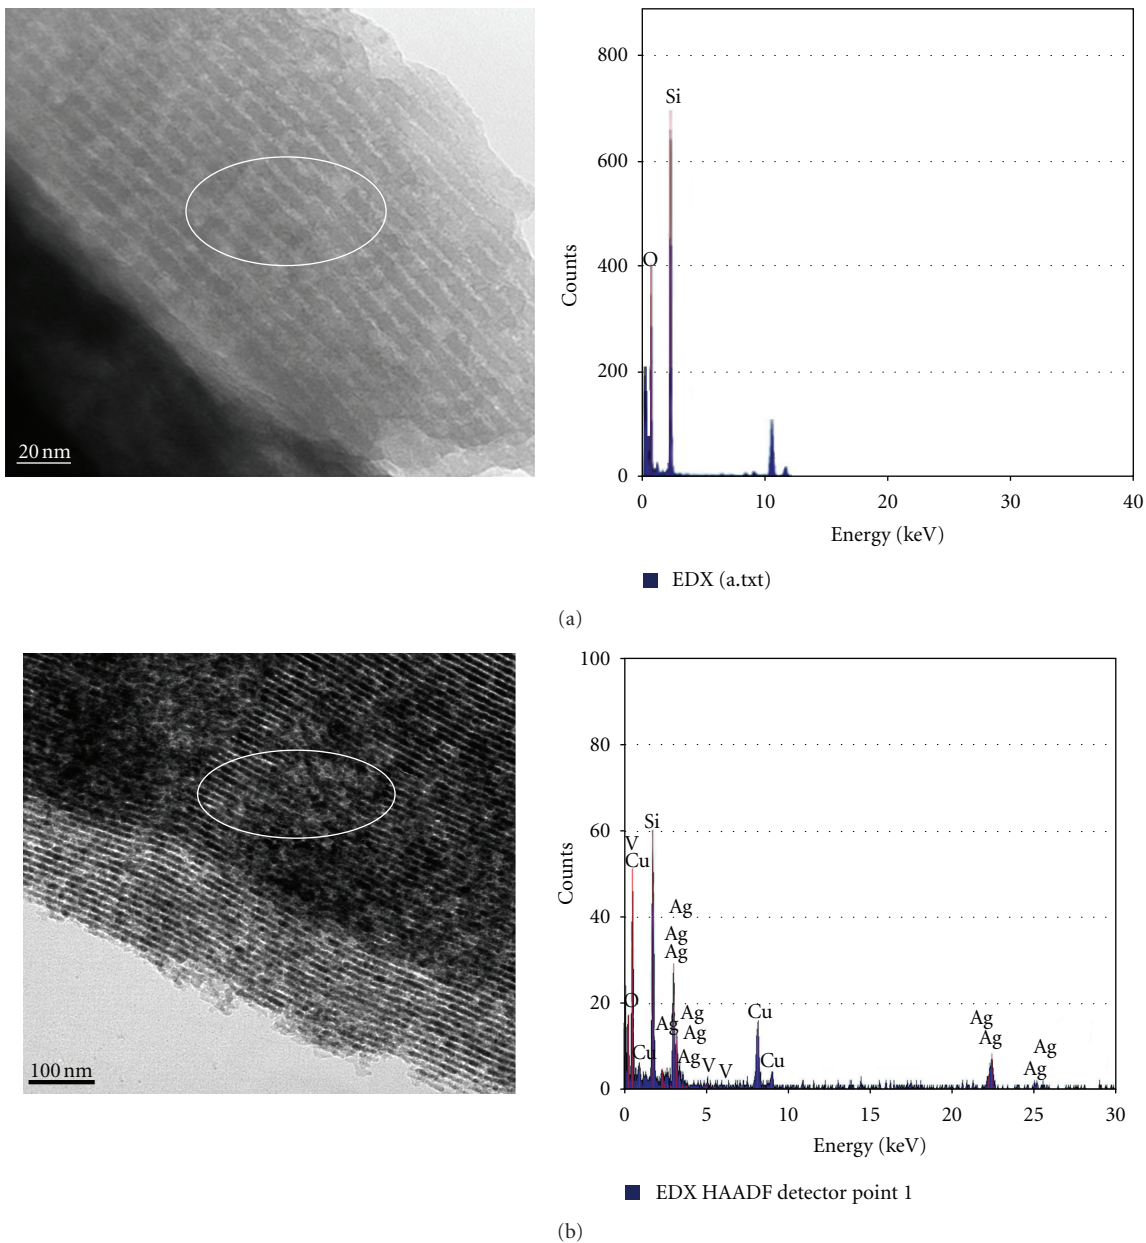 20 nm
800
600
400
200
0
Counts
Si
O
0 10 20 30 40
Energy (keV)
EDX (a.txt)
(a)
100 nm
100
80
60
40
20
0
Counts
V
Cu
Si
O
Cu
Ag
Ag
Ag
Ag
Ag
Ag
Ag
V
V
Cu
Cu
Ag
Ag
Ag
Ag
0 5 10 15 20 25 30
Energy (keV)
EDX HAADF detector point 1
(b)